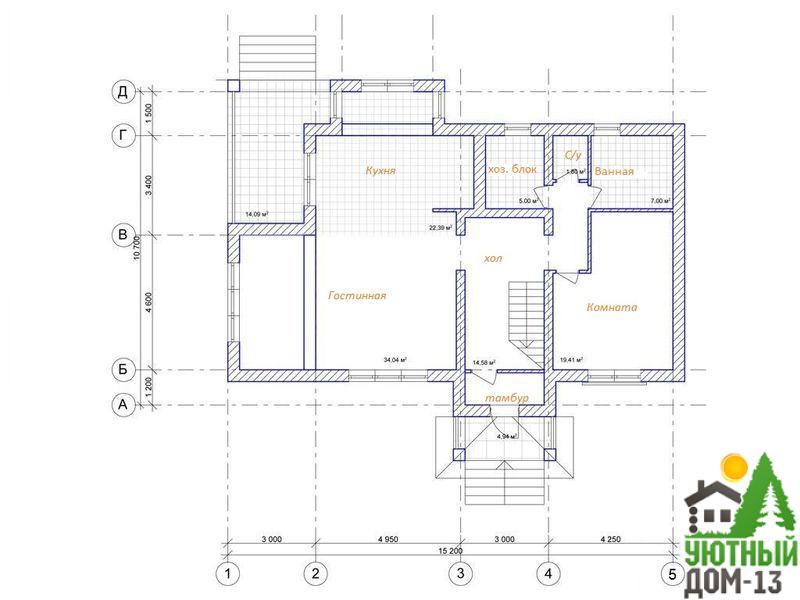 Д
Г
В
Б
А
1 500
3 400
10 700
4 600
1 200
Кухня
хоз. блок
С/у
Ванная
14,09 м²
5.00 м²
7.00 м²
22,39 м²
хол
Гостинная
Комната
34,04 м²
14,58 м²
19,41 м²
тамбур
4,94 м²
3 000
4 950
3 000
4 250
15 200
1
2
3
4
5
УЮТНЫЙ
ДОМ-13